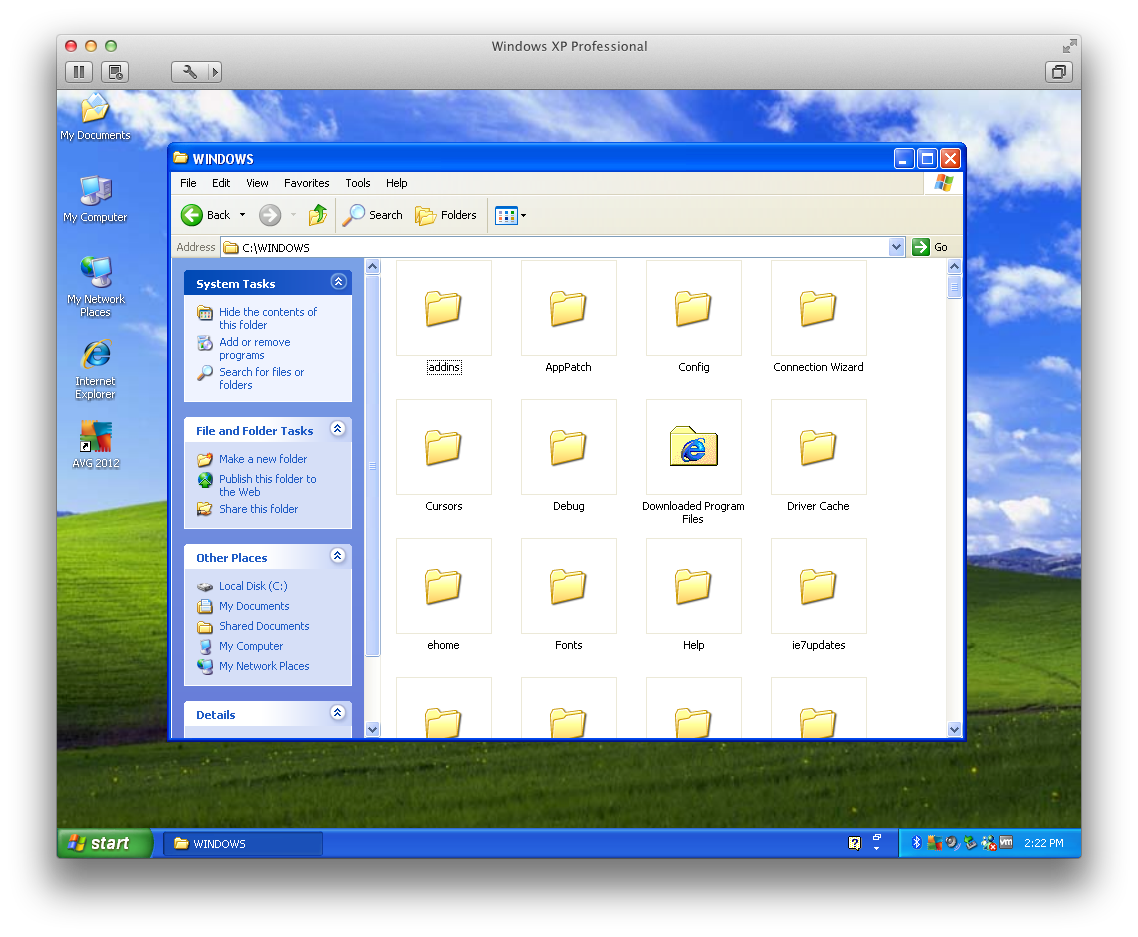 Windows XP Professional
My Documents
My Computer
My Network
Places
Internet
Explorer
AVG 2012
WINDOWS
File Edit View Favorites Tools Help
Back Search Folders
Address C:\WINDOWS Go
System Tasks
Hide the contents of
this folder
Add or remove
programs
Search for files or
folders
File and Folder Tasks
Make a new folder
Publish this folder to
the Web
Share this folder
Other Places
Local Disk (C:)
My Documents
Shared Documents
My Computer
My Network Places
Details
addins AppPatch Config Connection Wizard
Cursors Debug Downloaded Program
Files Driver Cache
ehome Fonts Help ie7updates
start WINDOWS ? vm 2:22 PM